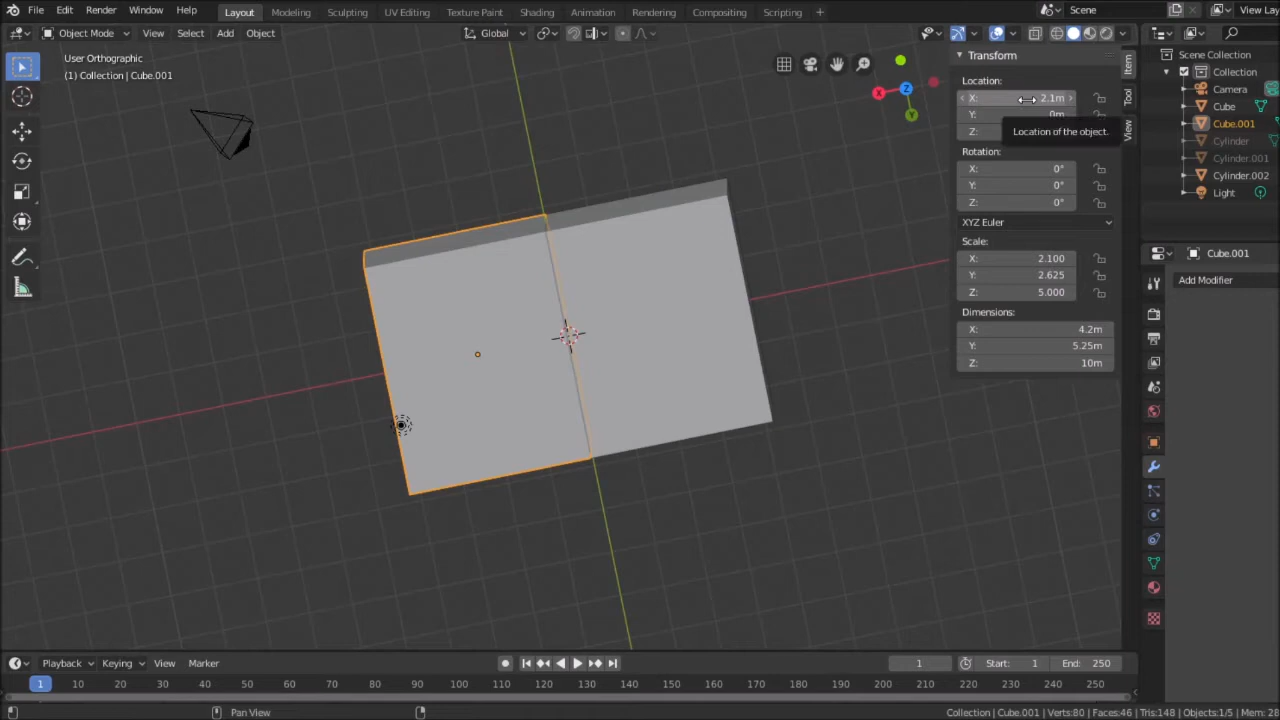 File Edit Render Window Help Layout Modeling Sculpting UV Editing Texture Paint Shading Animation Rendering Compositing Scripting + Scene View Lay
Object Mode View Select Add Object Global
User Orthographic
(1) Collection | Cube.001
Transform
Location:
X: 2.1m
Y: 0m
Z:
Location of the object.
Rotation:
X: 0°
Y: 0°
Z: 0°
XYZ Euler
Scale:
X: 2.100
Y: 2.625
Z: 5.000
Dimensions:
X: 4.2m
Y: 5.25m
Z: 10m
Item
Tool
View
X
Z
Y
Scene Collection
Collection
Camera
Cube
Cube.001
Cylinder
Cylinder.001
Cylinder.002
Light
Cube.001
Add Modifier
Playback Keying View Marker 1 Start: 1 End: 250
1 10 20 30 40 50 60 70 80 90 100 110 120 130 140 150 160 170 180 190 200 210 220 230 240 250
Pan View Collection | Cube.001 | Verts:80 | Faces:46 | Tris:148 | Objects:1/5 | Mem: 28